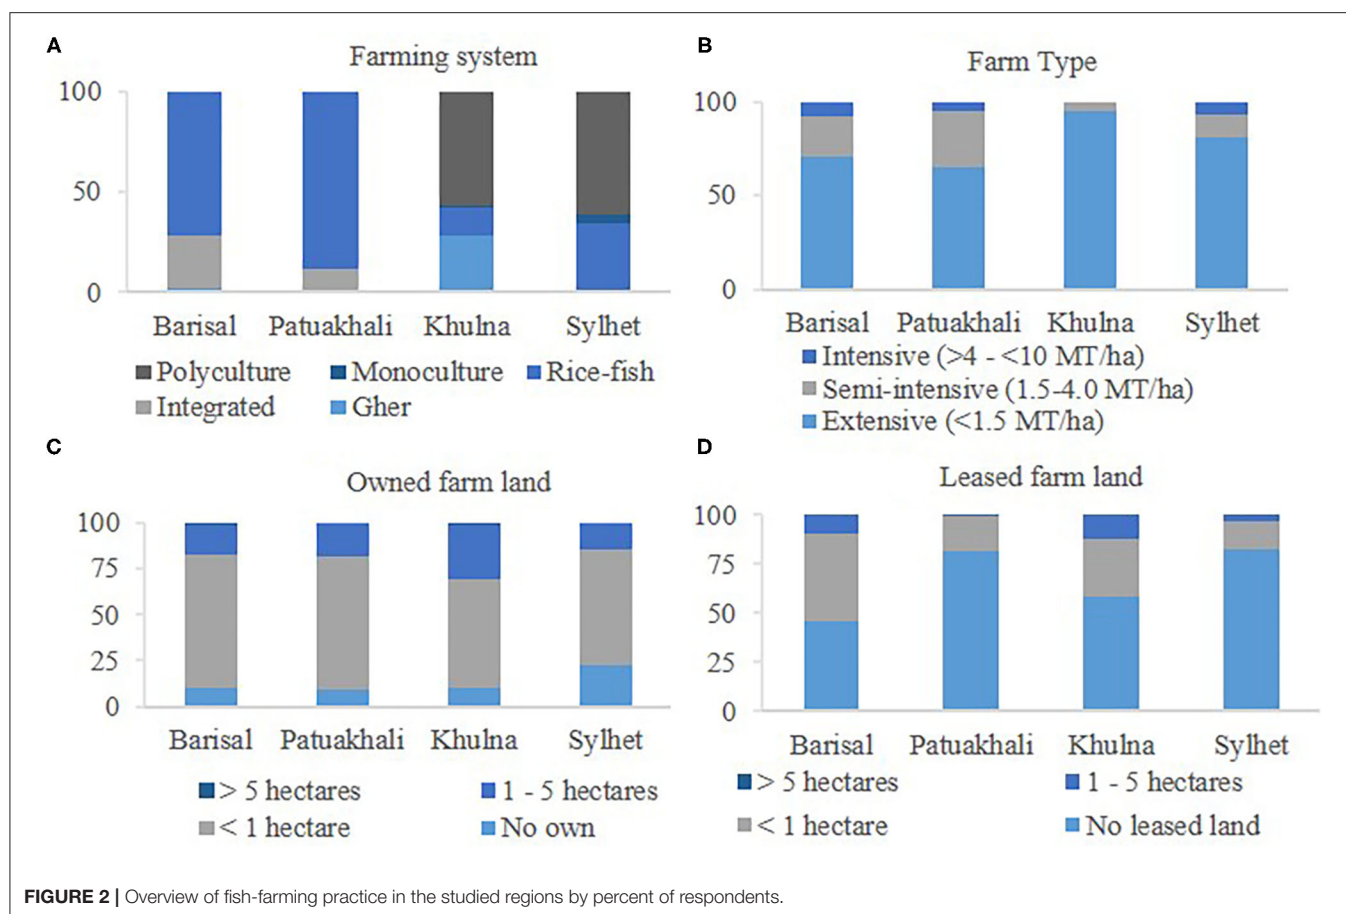 A
Farming system
100
50
0
Barisal Patuakhali Khulna Sylhet
Polyculture Monoculture Rice-fish
Integrated Gher
B
Farm Type
100
50
0
Barisal Patuakhali Khulna Sylhet
Intensive (>4 - <10 MT/ha)
Semi-intensive (1.5-4.0 MT/ha)
Extensive (<1.5 MT/ha)
C
Owned farm land
100
75
50
25
0
Barisal Patuakhali Khulna Sylhet
> 5 hectares 1 - 5 hectares
< 1 hectare No own
D
Leased farm land
100
75
50
25
0
Barisal Patuakhali Khulna Sylhet
> 5 hectares 1 - 5 hectares
< 1 hectare No leased land
FIGURE 2 | Overview of fish-farming practice in the studied regions by percent of respondents.